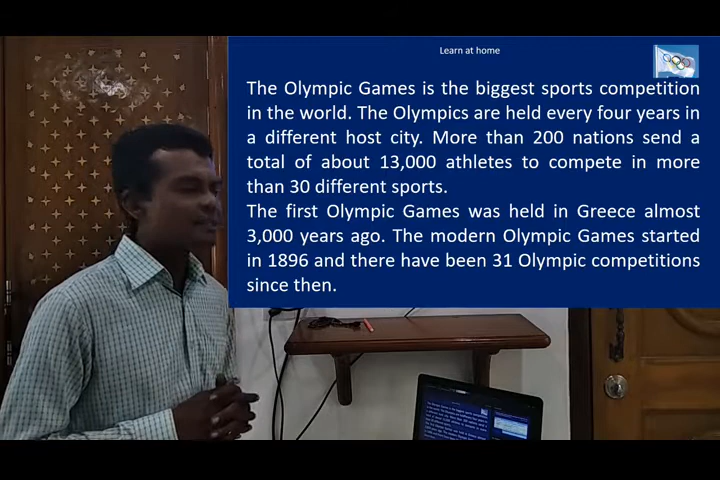 Learn at home
The Olympic Games is the biggest sports competition
in the world. The Olympics are held every four years in
a different host city. More than 200 nations send a
total of about 13,000 athletes to compete in more
than 30 different sports.
The first Olympic Games was held in Greece almost
3,000 years ago. The modern Olympic Games started
in 1896 and there have been 31 Olympic competitions
since then.